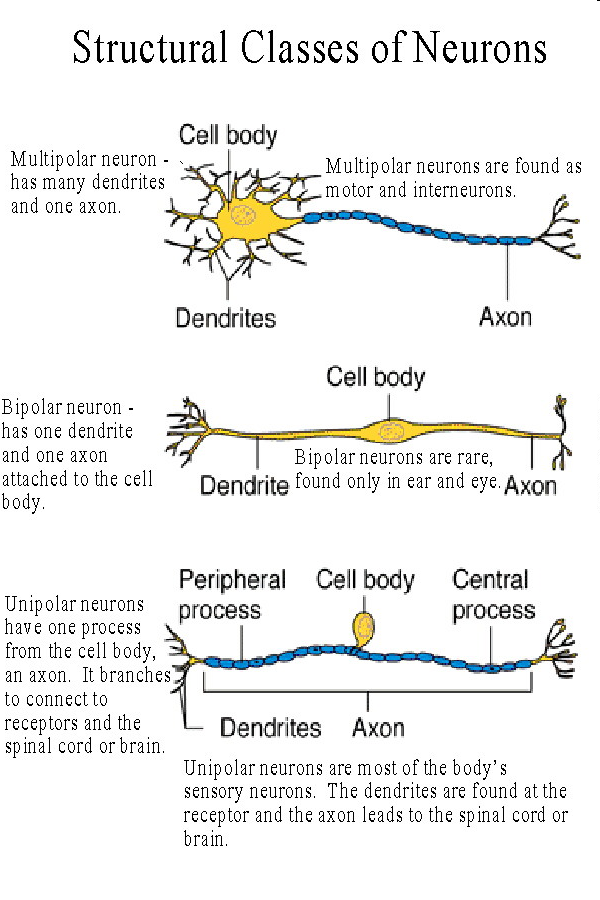 Structural Classes of Neurons
Cell body
Multipolar neuron -
has many dendrites
and one axon.
Multipolar neurons are found as
motor and interneurons.
Dendrites
Axon
Cell body
Bipolar neuron -
has one dendrite
and one axon
attached to the cell
body.
Bipolar neurons are rare,
found only in ear and eye.
Dendrite
Axon
Peripheral
process
Cell body
Central
process
Unipolar neurons
have one process
from the cell body,
an axon.  It branches
to connect to
receptors and the
spinal cord or brain.
Dendrites
Axon
Unipolar neurons are most of the body’s
sensory neurons.  The dendrites are found at the
receptor and the axon leads to the spinal cord or
brain.